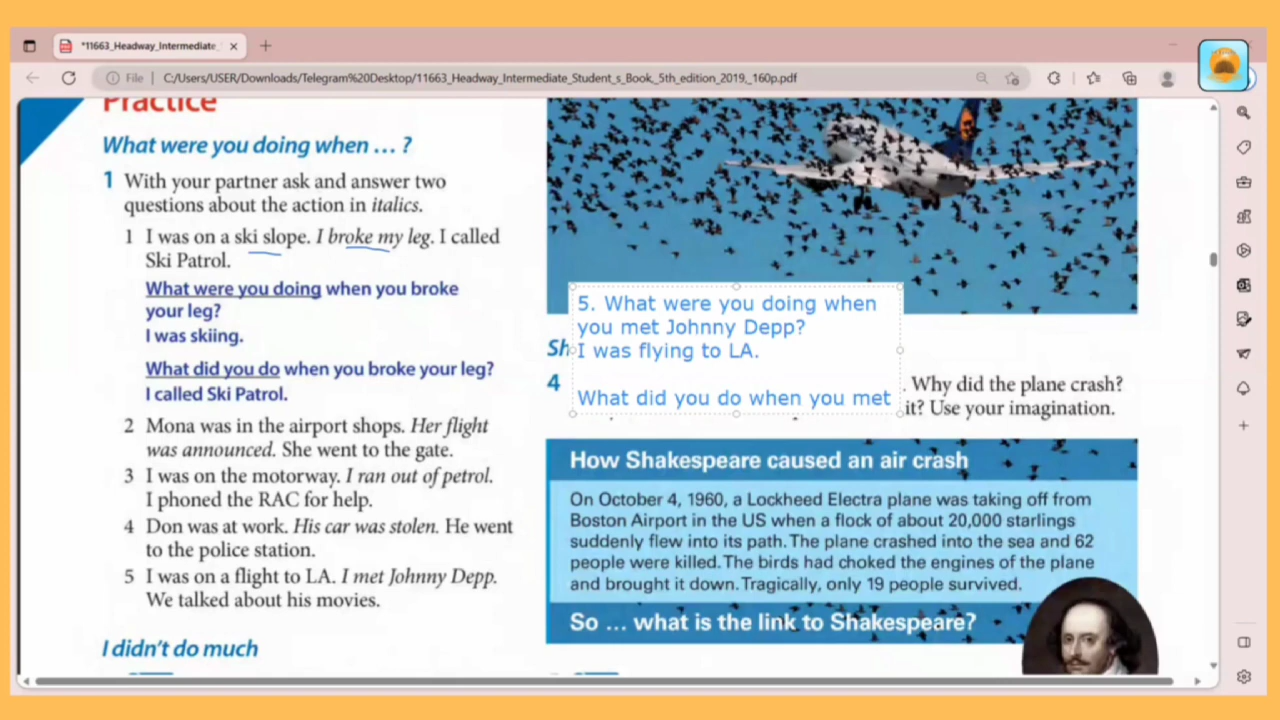 *11663_Headway_Intermediate_
File
C:/Users/USER/Downloads/Telegram%20Desktop/11663_Headway_Intermediate_Student_s_Book,_5th_edition_2019,_160p.pdf
Practice
What were you doing when … ?
1 With your partner ask and answer two
questions about the action in italics.
1 I was on a ski slope. I broke my leg. I called
Ski Patrol.
What were you doing when you broke
your leg?
I was skiing.
What did you do when you broke your leg?
I called Ski Patrol.
2 Mona was in the airport shops. Her flight
was announced. She went to the gate.
3 I was on the motorway. I ran out of petrol.
I phoned the RAC for help.
4 Don was at work. His car was stolen. He went
to the police station.
5 I was on a flight to LA. I met Johnny Depp.
We talked about his movies.
I didn't do much
5. What were you doing when
you met Johnny Depp?
I was flying to LA.
What did you do when you met
Sh
4 . Why did the plane crash?
it? Use your imagination.
How Shakespeare caused an air crash
On October 4, 1960, a Lockheed Electra plane was taking off from
Boston Airport in the US when a flock of about 20,000 starlings
suddenly flew into its path. The plane crashed into the sea and 62
people were killed. The birds had choked the engines of the plane
and brought it down. Tragically, only 19 people survived.
So … what is the link to Shakespeare?